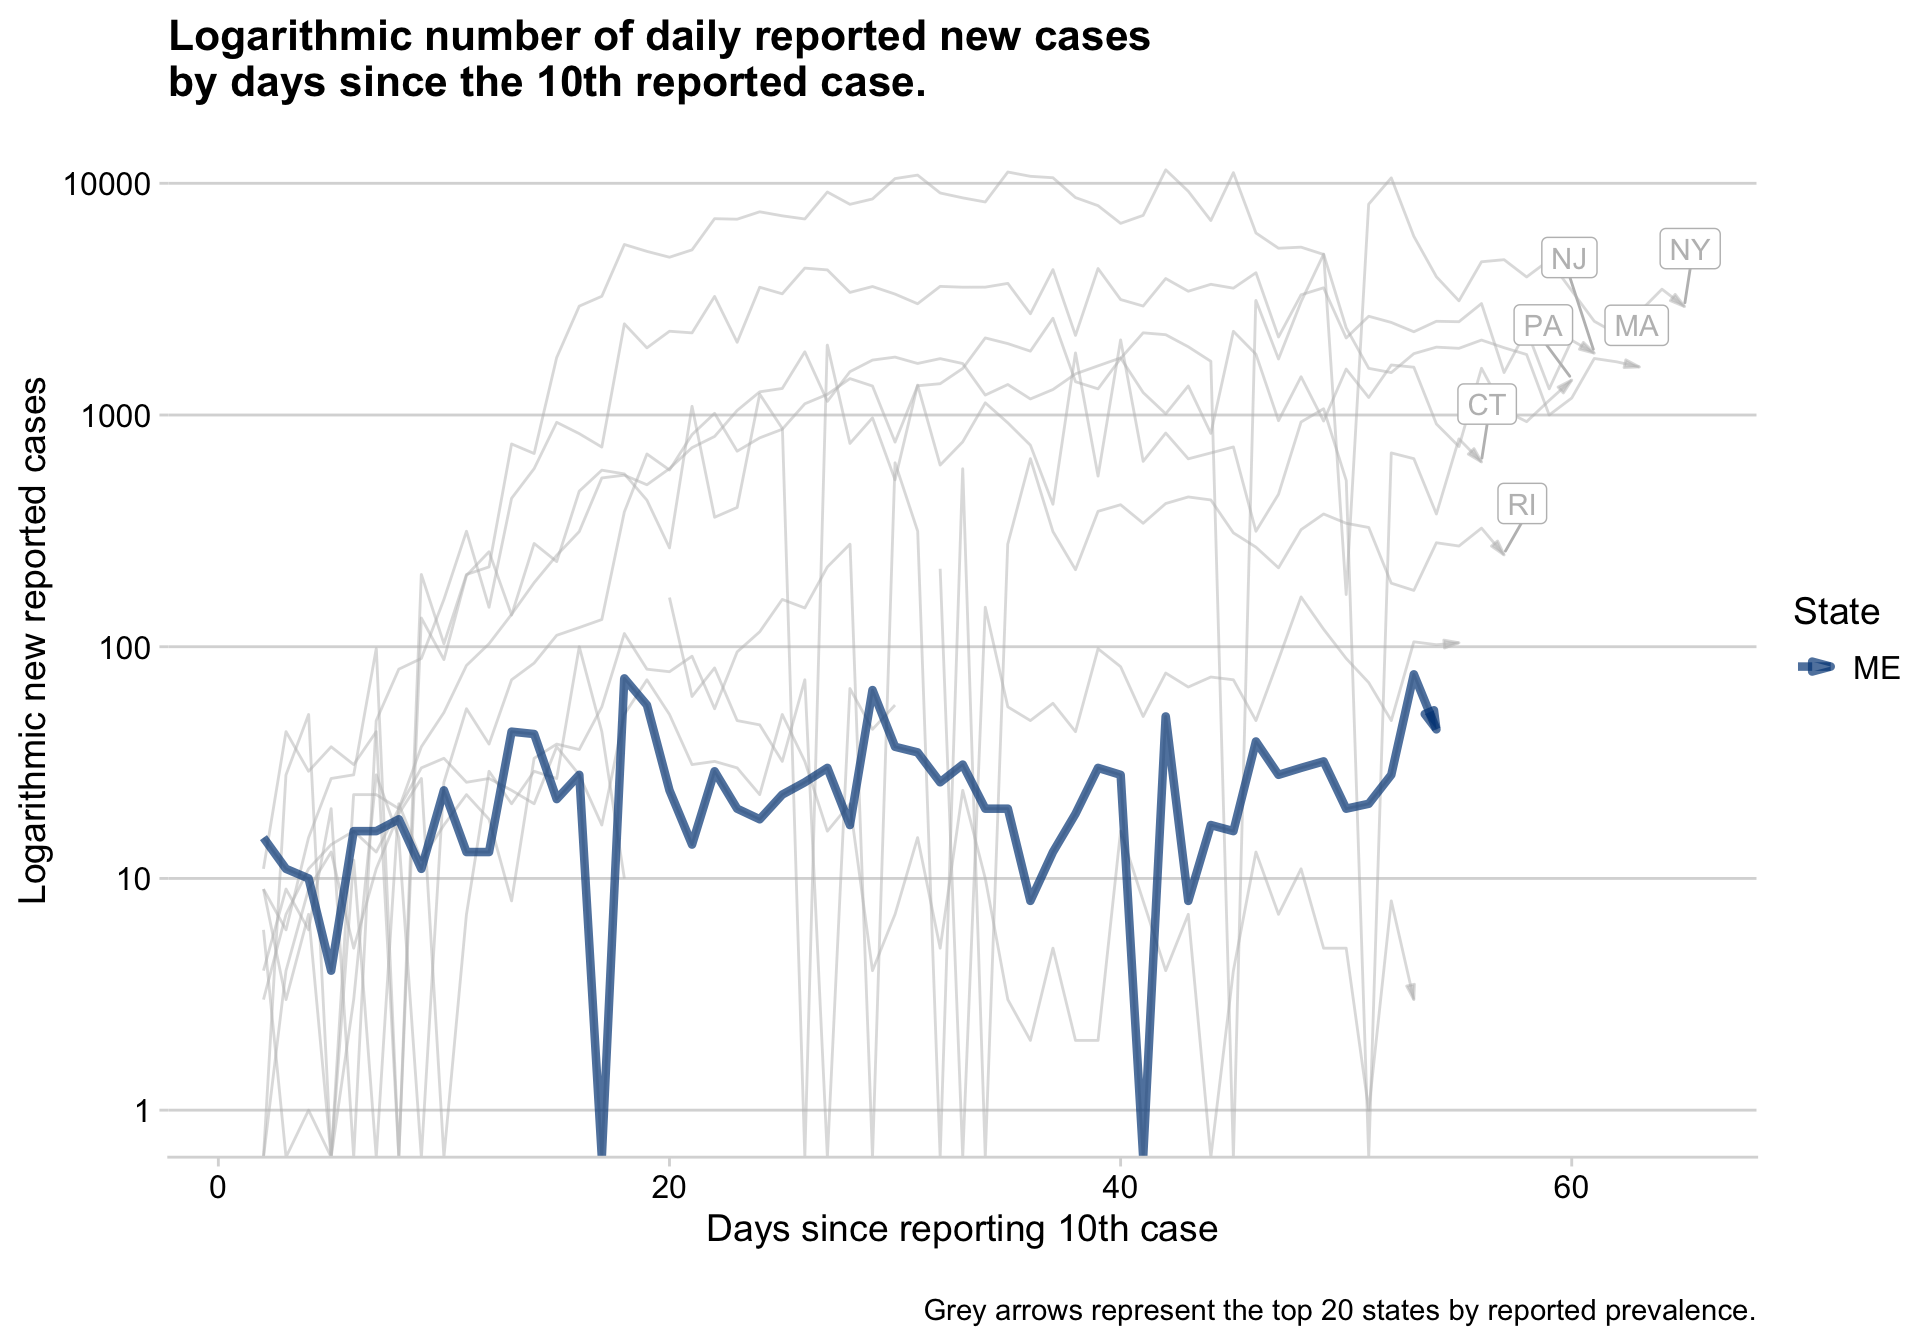 Logarithmic number of daily reported new cases
by days since the 10th reported case.
Logarithmic new reported cases
10000
1000
100
10
1
NY
NJ
PA
MA
CT
RI
State
ME
0
20
40
60
Days since reporting 10th case
Grey arrows represent the top 20 states by reported prevalence.